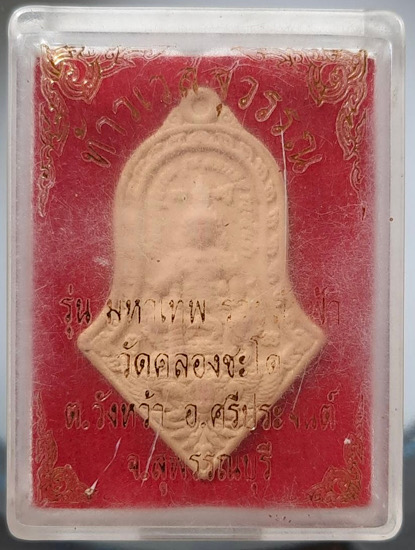 ท้าวเวสสุวรรณ
รุ่น มหาเทพ
วัดคลองชะโด
ต.วังหว้า อ.ศรีประจันต์
จ.สุพรรณบุรี